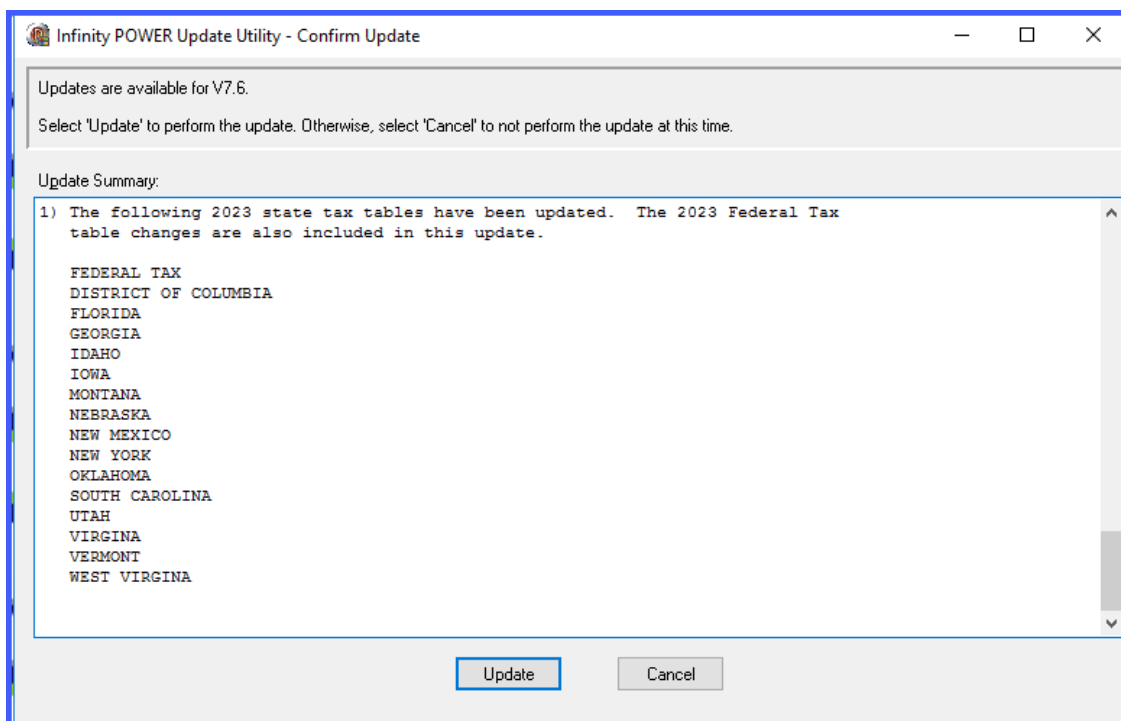 Infinity POWER Update Utility - Confirm Update
Updates are available for V7.6.
Select 'Update' to perform the update. Otherwise, select 'Cancel' to not perform the update at this time.
Update Summary:
1) The following 2023 state tax tables have been updated. The 2023 Federal Tax
table changes are also included in this update.
FEDERAL TAX
DISTRICT OF COLUMBIA
FLORIDA
GEORGIA
IDAHO
IOWA
MONTANA
NEBRASKA
NEW MEXICO
NEW YORK
OKLAHOMA
SOUTH CAROLINA
UTAH
VIRGINA
VERMONT
WEST VIRGINA
Update Cancel